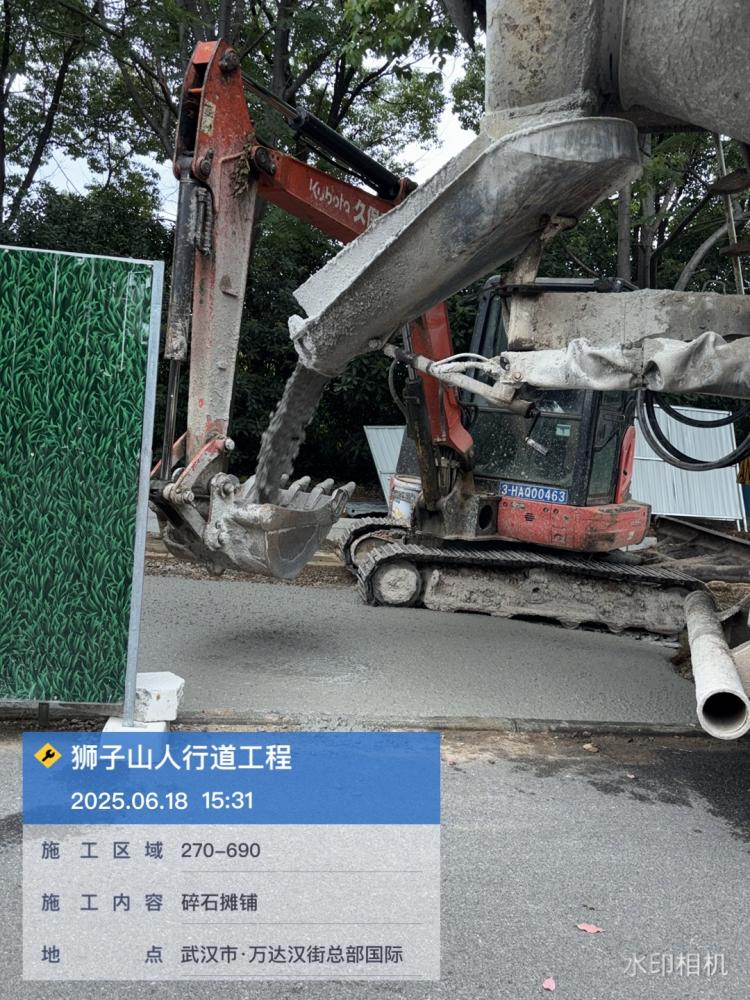 Kubota 久保
3-HAQ00463
狮子山人行道工程
2025.06.18 15:31
施工区域 270-690
施工内容 碎石摊铺
地点 武汉市·万达汉街总部国际
水印相机